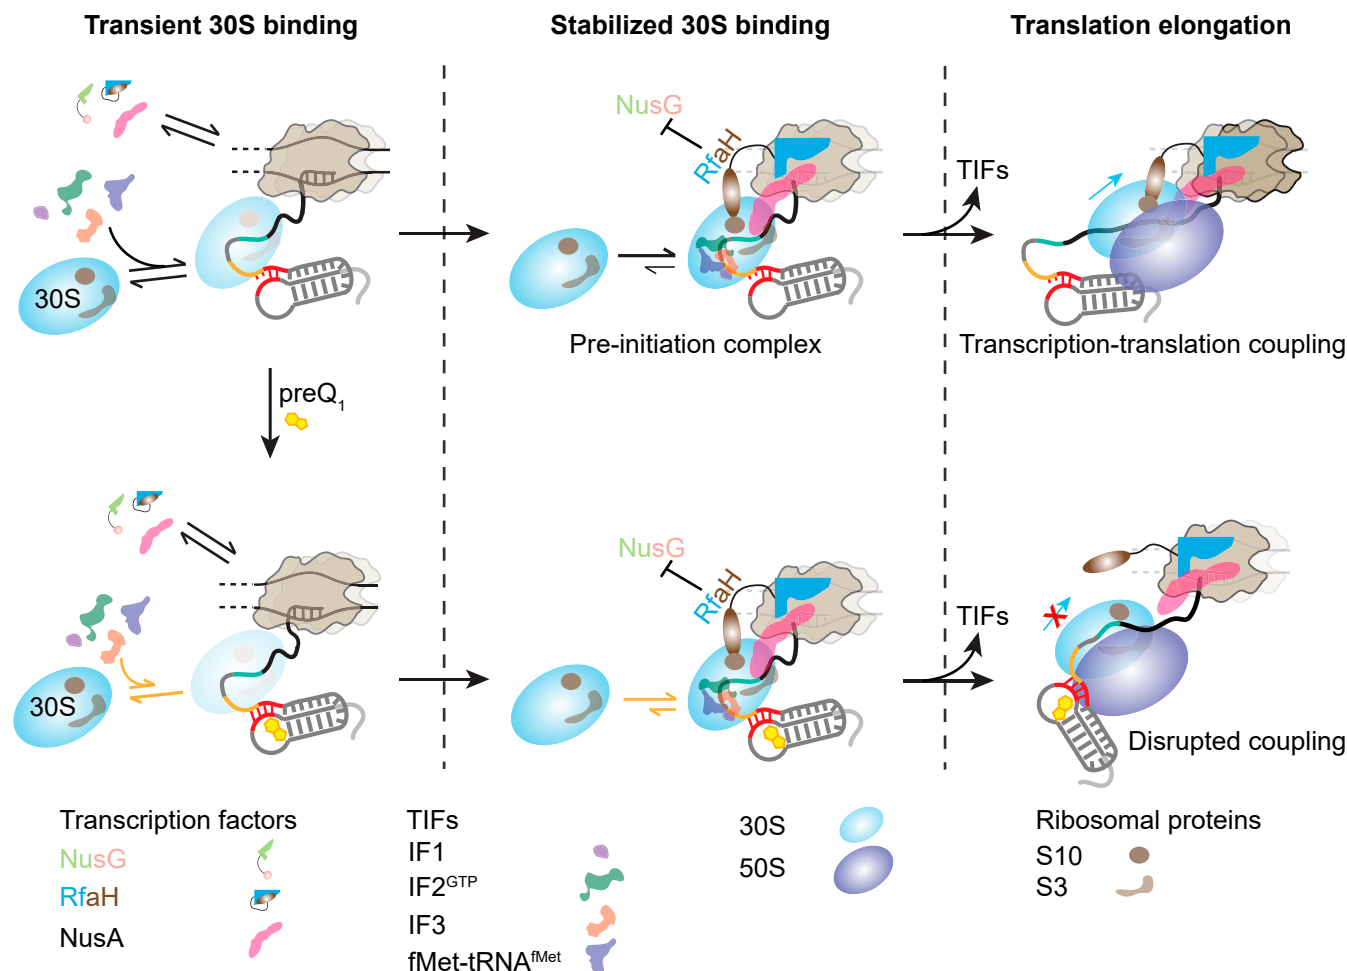 Transient 30S binding
Stabilized 30S binding
Translation elongation
NusG
RfaH
TIFs
30S
Pre-initiation complex
Transcription-translation coupling
preQ1
NusG
RfaH
TIFs
30S
Disrupted coupling
Transcription factors
NusG
RfaH
NusA
TIFs
IF1
IF2GTP
IF3
fMet-tRNAfMet
30S
50S
Ribosomal proteins
S10
S3